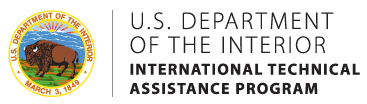 U.S. DEPARTMENT OF THE INTERIOR
MARCH 3, 1849
U.S. DEPARTMENT
OF THE INTERIOR
INTERNATIONAL TECHNICAL
ASSISTANCE PROGRAM